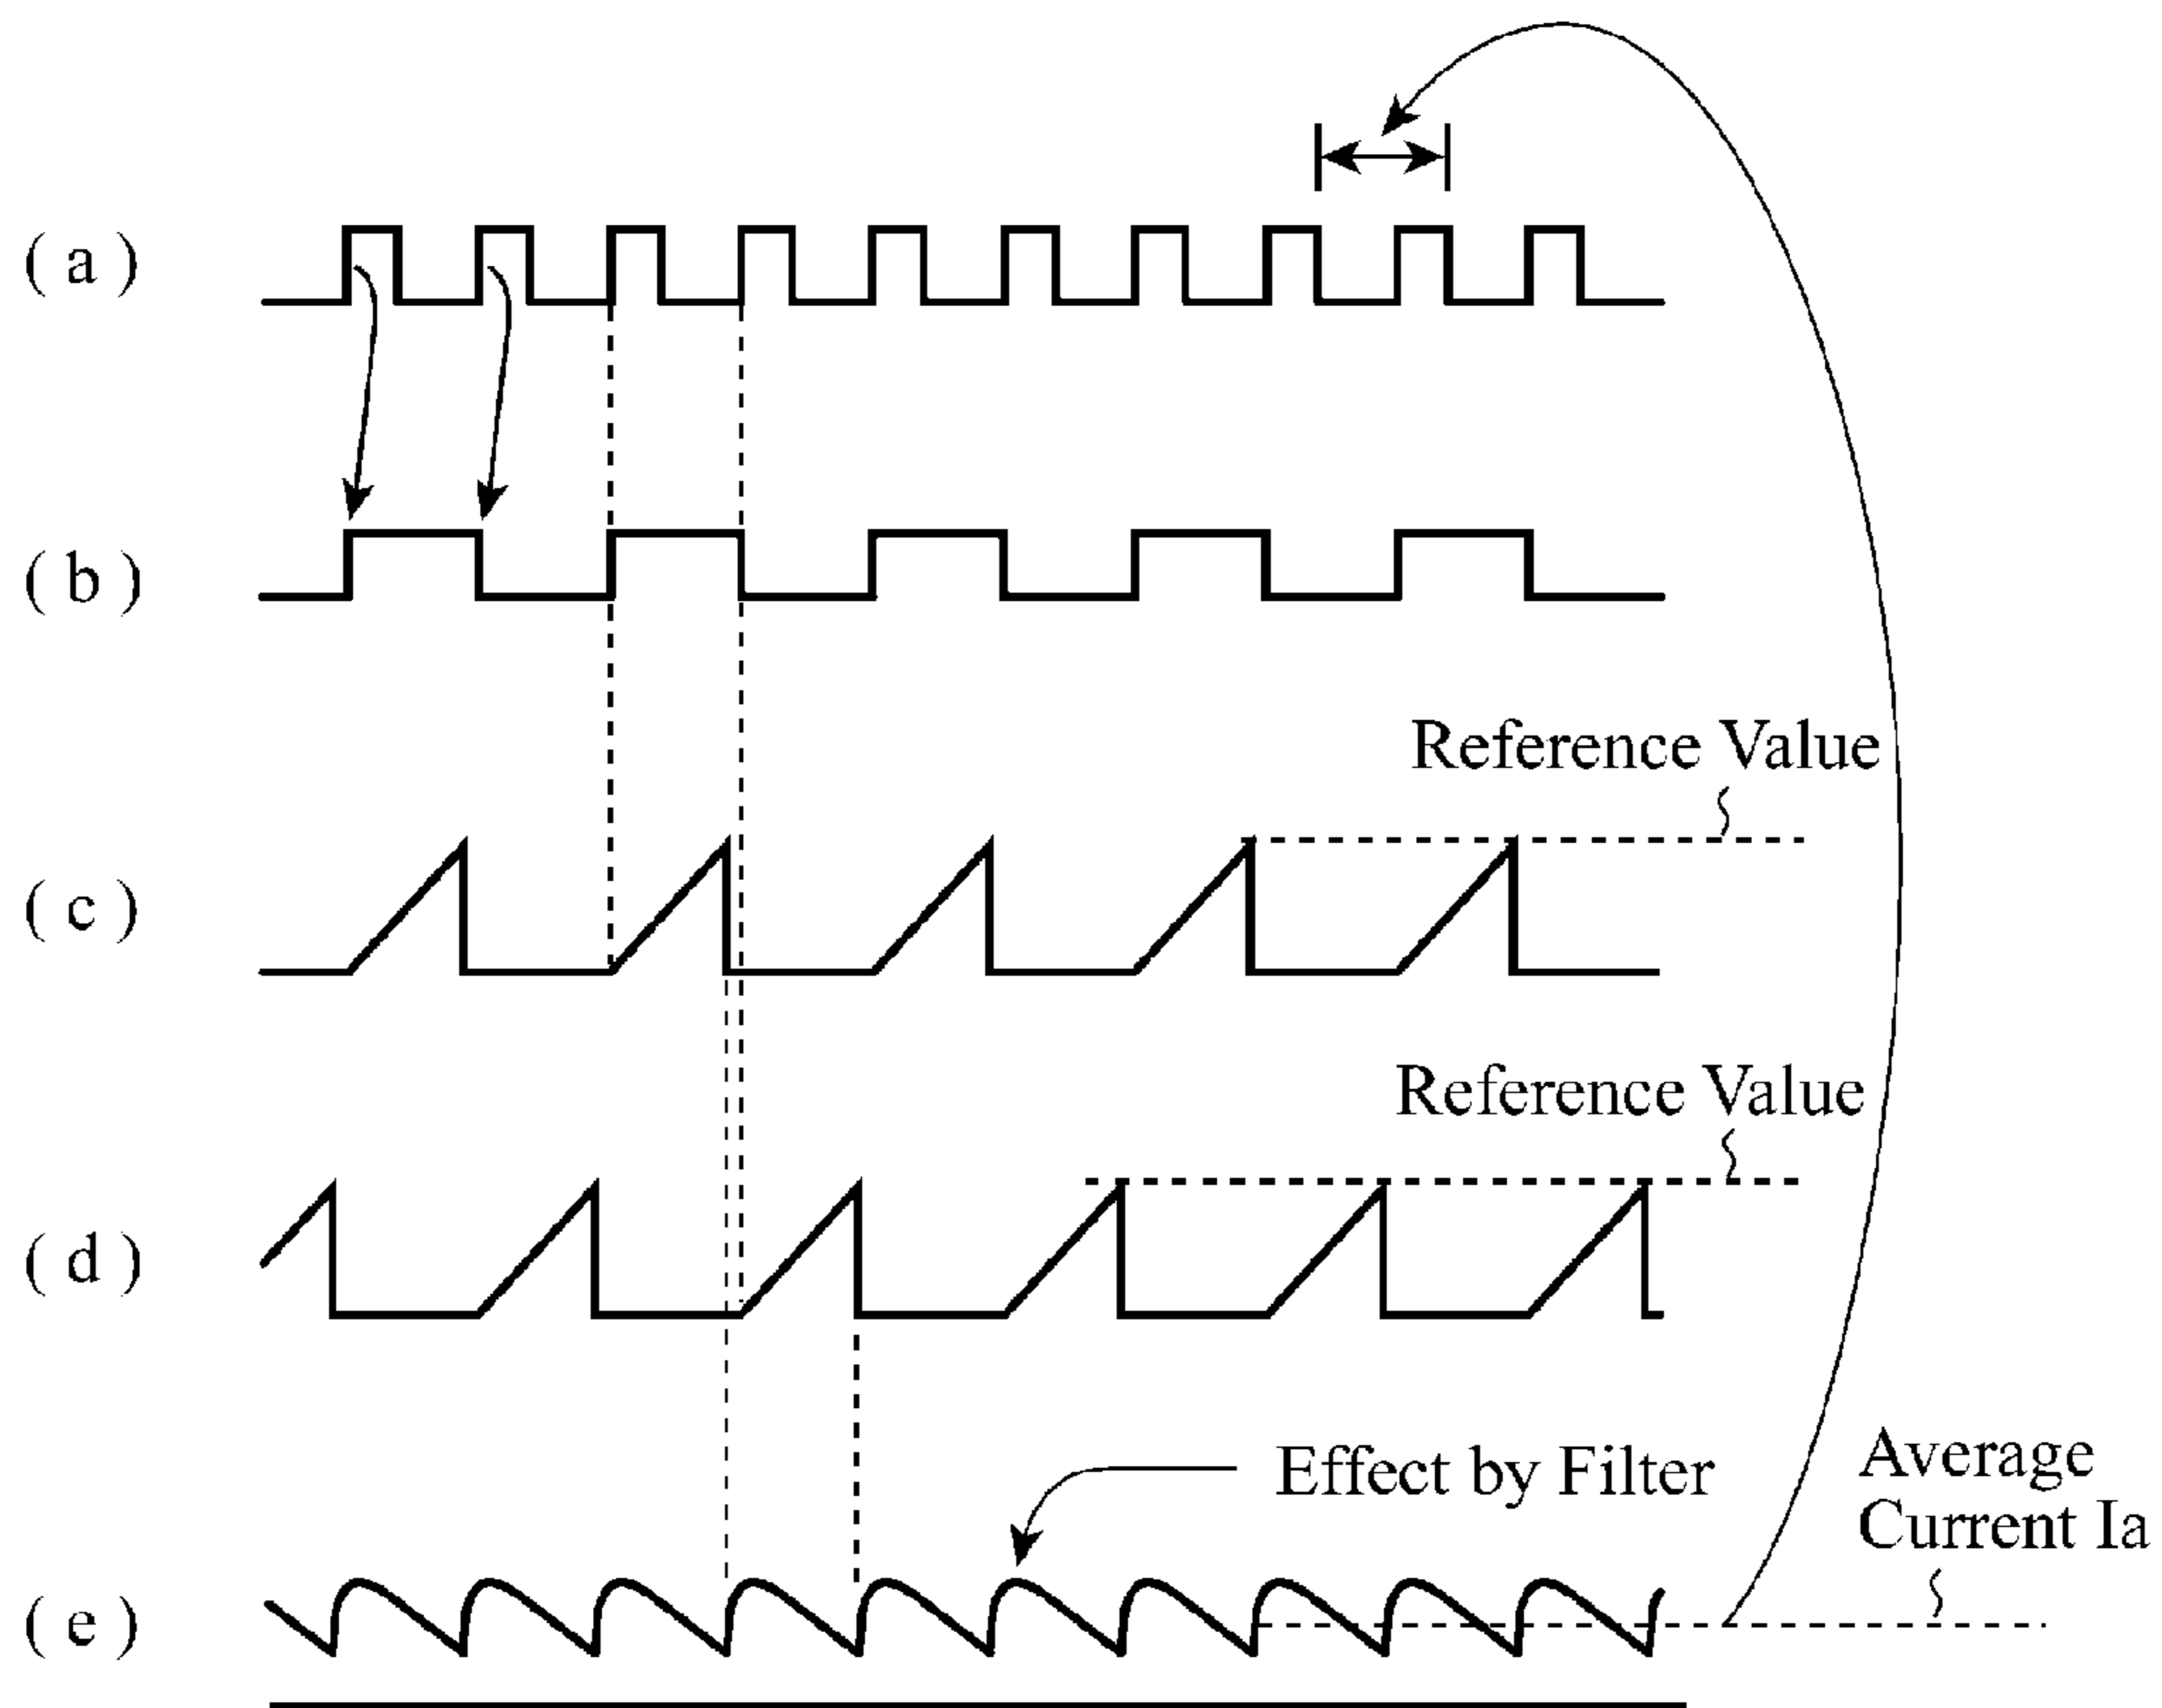 ( a )
( b )
Reference Value
( c )
Reference Value
( d )
Effect by Filter
Average
Current Ia
( e )